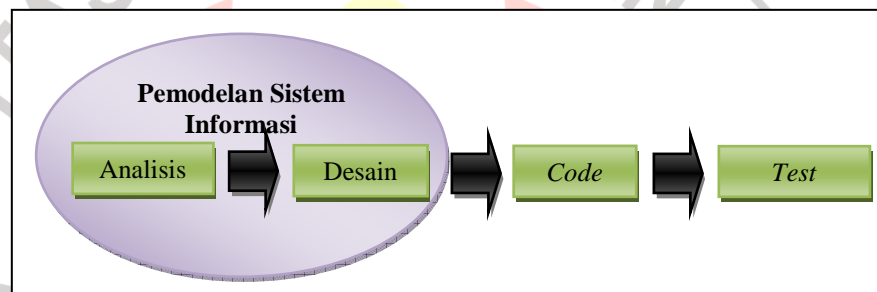 Pemodelan Sistem
Informasi
Analisis
Desain
Code
Test